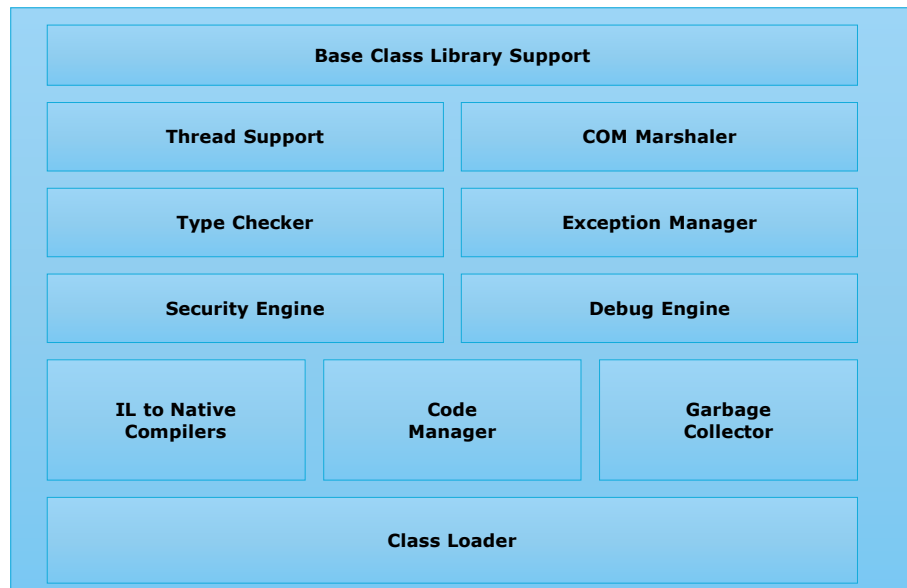 Base Class Library Support
Thread Support
COM Marshaler
Type Checker
Exception Manager
Security Engine
Debug Engine
IL to Native
Compilers
Code
Manager
Garbage
Collector
Class Loader